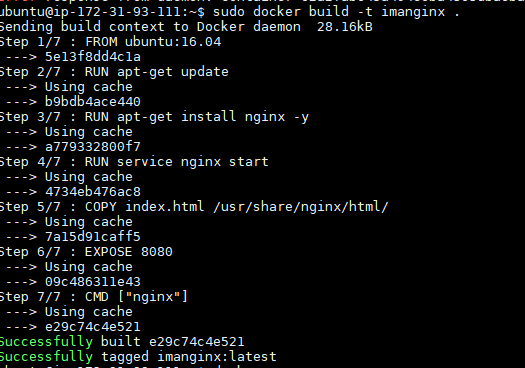 ubuntu@ip-172-31-93-111:~$ sudo docker build -t imanginx .
Sending build context to Docker daemon  28.16kB
Step 1/7 : FROM ubuntu:16.04
 ---> 5e13f8dd4c1a
Step 2/7 : RUN apt-get update
 ---> Using cache
 ---> b9bdb4ace440
Step 3/7 : RUN apt-get install nginx -y
 ---> Using cache
 ---> a779332800f7
Step 4/7 : RUN service nginx start
 ---> Using cache
 ---> 4734eb476ac8
Step 5/7 : COPY index.html /usr/share/nginx/html/
 ---> Using cache
 ---> 7a15d91caff5
Step 6/7 : EXPOSE 8080
 ---> Using cache
 ---> 09c486311e43
Step 7/7 : CMD ["nginx"]
 ---> Using cache
 ---> e29c74c4e521
Successfully built e29c74c4e521
Successfully tagged imanginx:latest